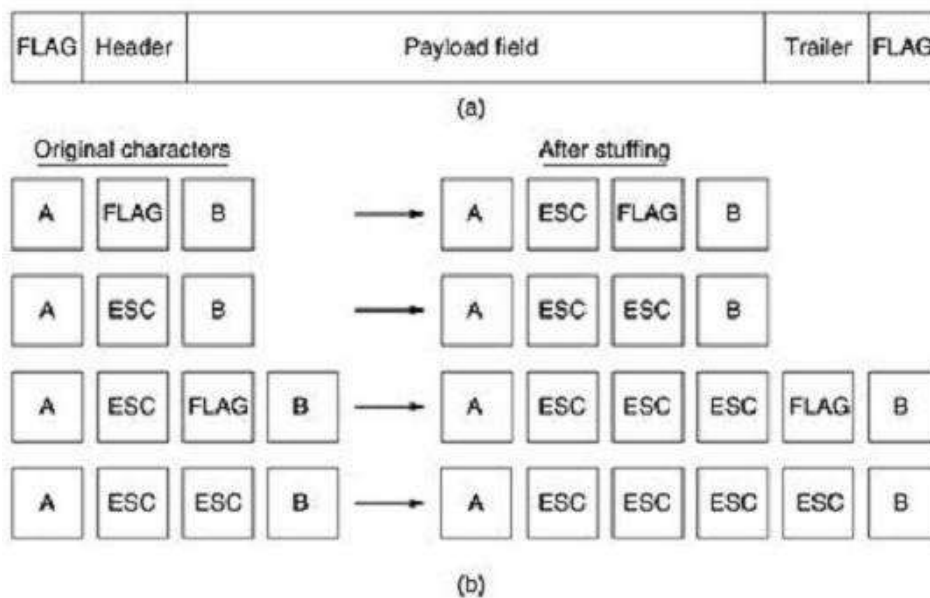 FLAG Header Payload field Trailer FLAG
(a)
Original characters After stuffing
A FLAG B A ESC FLAG B
A ESC B A ESC ESC B
A ESC FLAG B A ESC ESC ESC FLAG B
A ESC ESC B A ESC ESC ESC ESC B
(b)